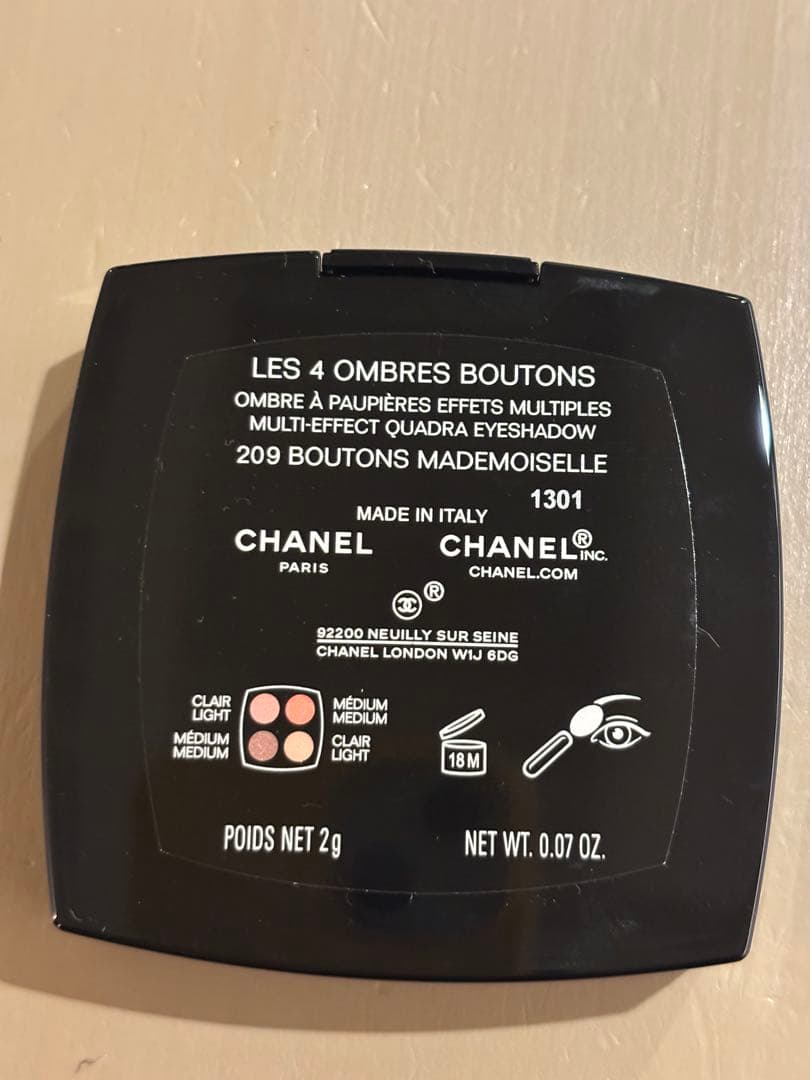 LES 4 OMBRES BOUTONS
OMBRE À PAUPIÈRES EFFETS MULTIPLES
MULTI-EFFECT QUADRA EYESHADOW
209 BOUTONS MADEMOISELLE
1301
MADE IN ITALY
CHANEL
PARIS
CHANEL® INC.
CHANEL.COM
®
92200 NEUILLY SUR SEINE
CHANEL LONDON W1J 6DG
CLAIR
LIGHT
MÉDIUM
MEDIUM
MÉDIUM
MEDIUM
CLAIR
LIGHT
18 M
POIDS NET 2g
NET WT. 0.07 OZ.